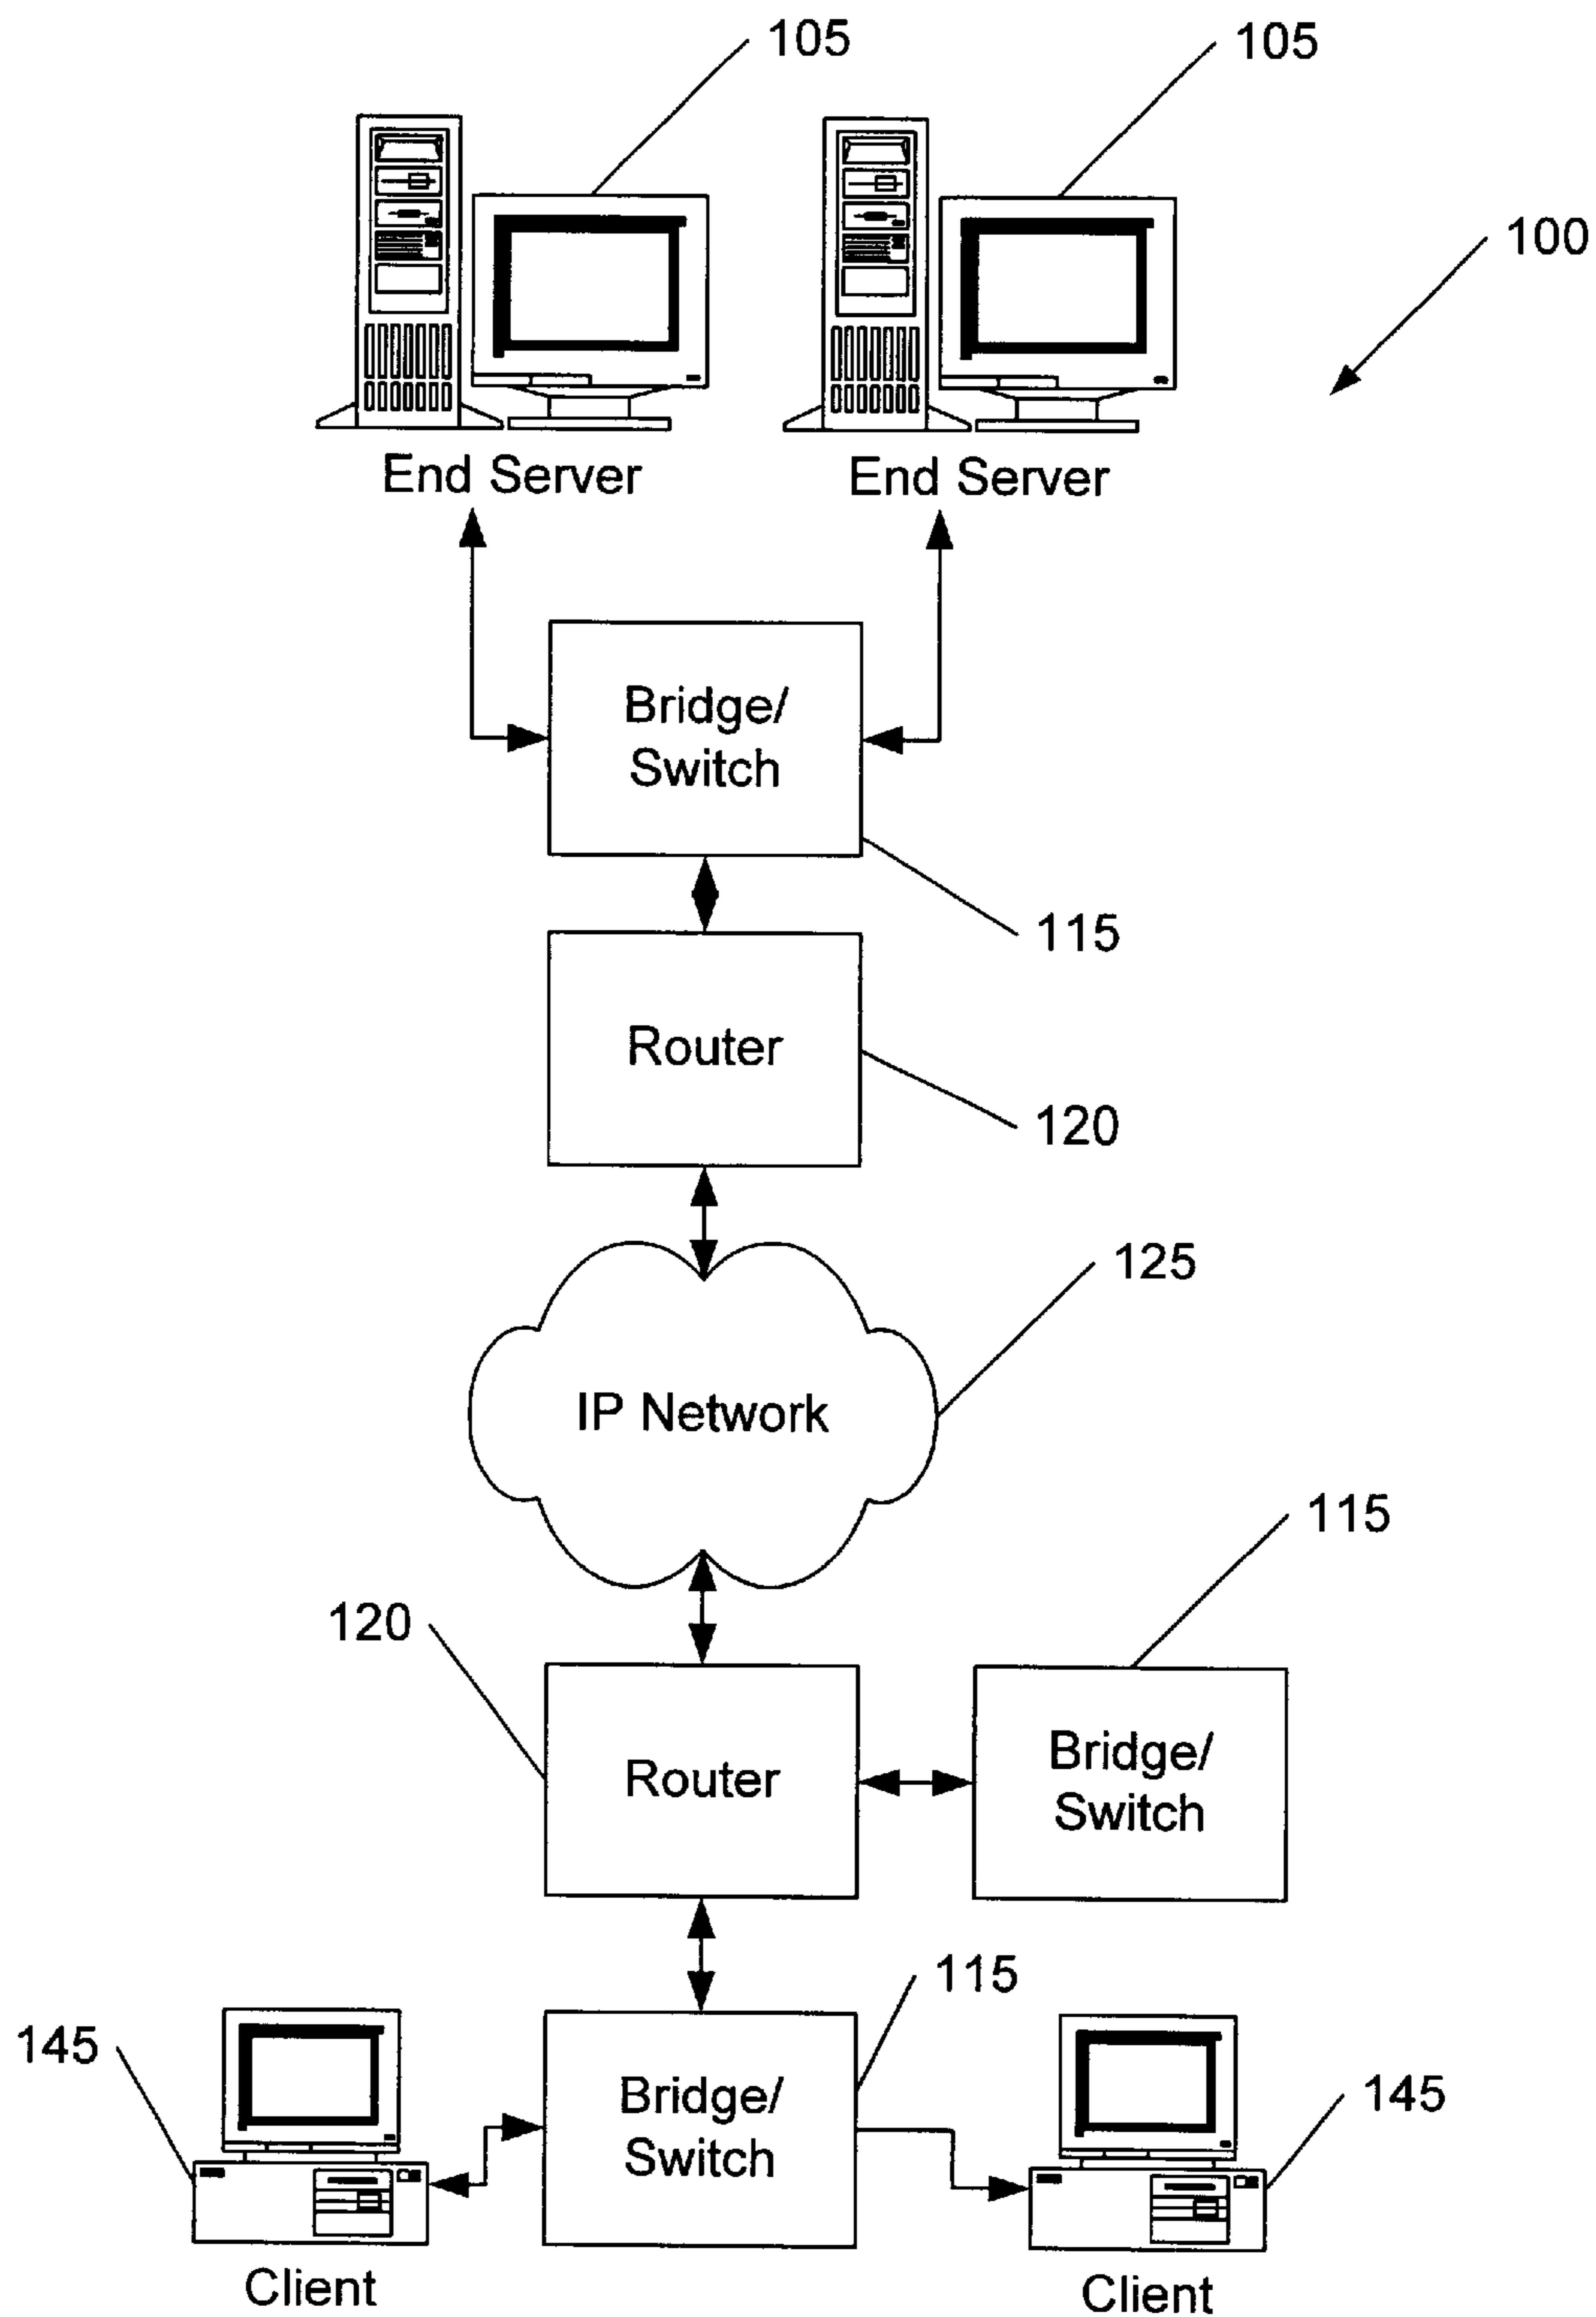 105
105
100
End Server
End Server
Bridge/
Switch
115
Router
120
125
IP Network
115
120
Router
Bridge/
Switch
115
145
Bridge/
Switch
145
Client
Client